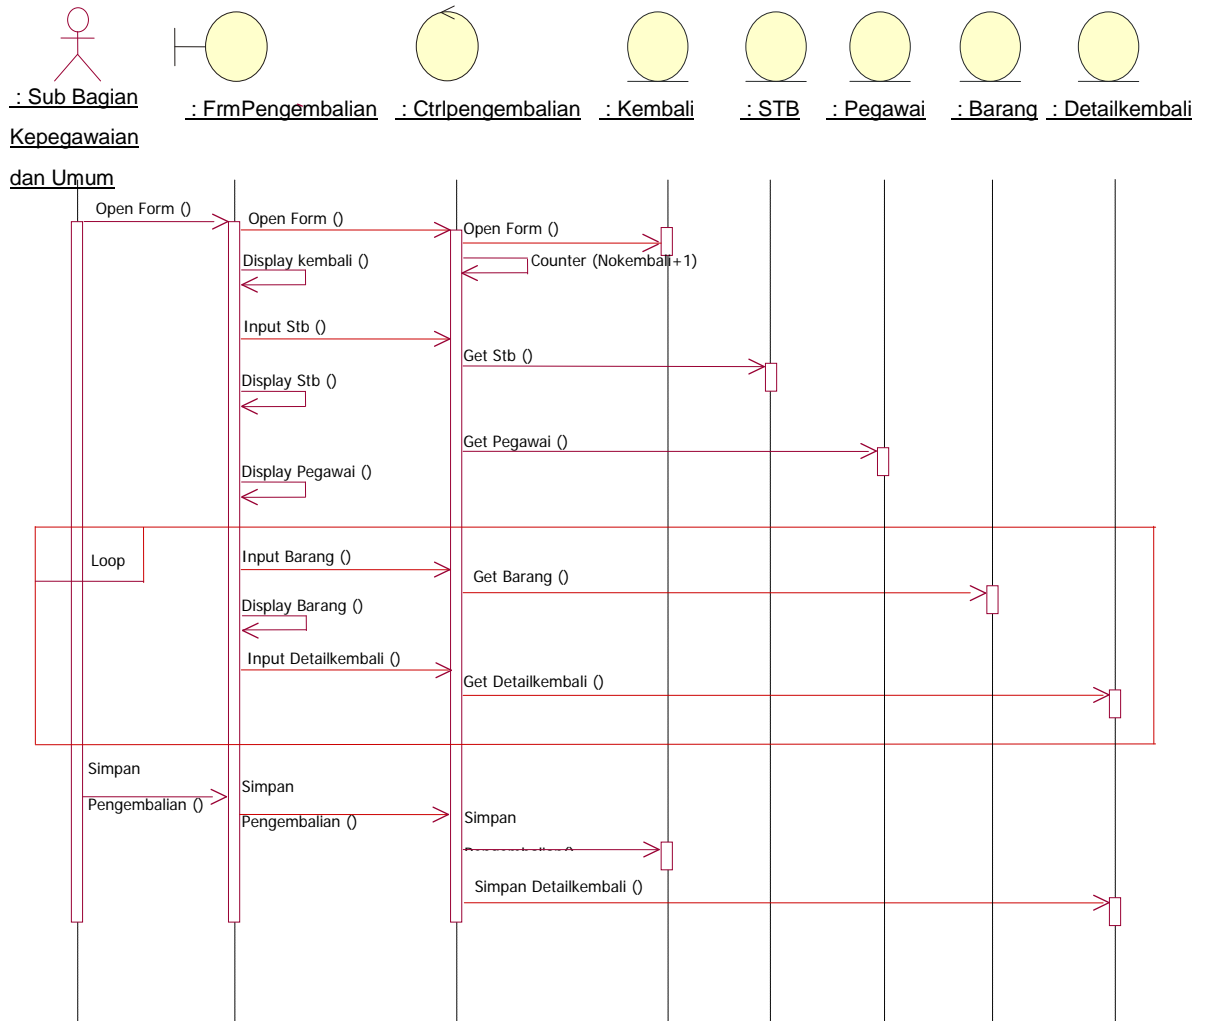 : Sub Bagian
Kepegawaian
dan Umum
: FrmPengembalian
: Ctrlpengembalian
: Kembali
: STB
: Pegawai
: Barang
: Detailkembali
Open Form ()
Open Form ()
Open Form ()
Display kembali ()
Counter (Nokembali+1)
Input Stb ()
Get Stb ()
Display Stb ()
Get Pegawai ()
Display Pegawai ()
Loop
Input Barang ()
Get Barang ()
Display Barang ()
Input Detailkembali ()
Get Detailkembali ()
Simpan
Pengembalian ()
Simpan
Pengembalian ()
Simpan
Simpan Detailkembali ()